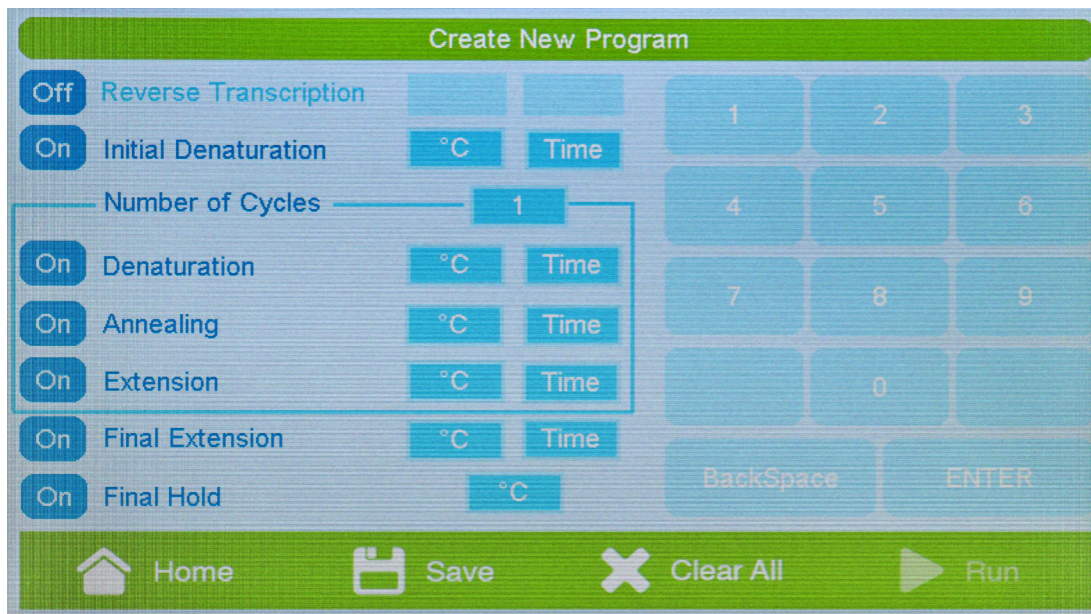 Create New Program
Off Reverse Transcription
On Initial Denaturation °C Time
Number of Cycles 1
On Denaturation °C Time
On Annealing °C Time
On Extension °C Time
On Final Extension °C Time
On Final Hold °C
1 2 3
4 5 6
7 8 9
0
BackSpace ENTER
Home Save Clear All Run